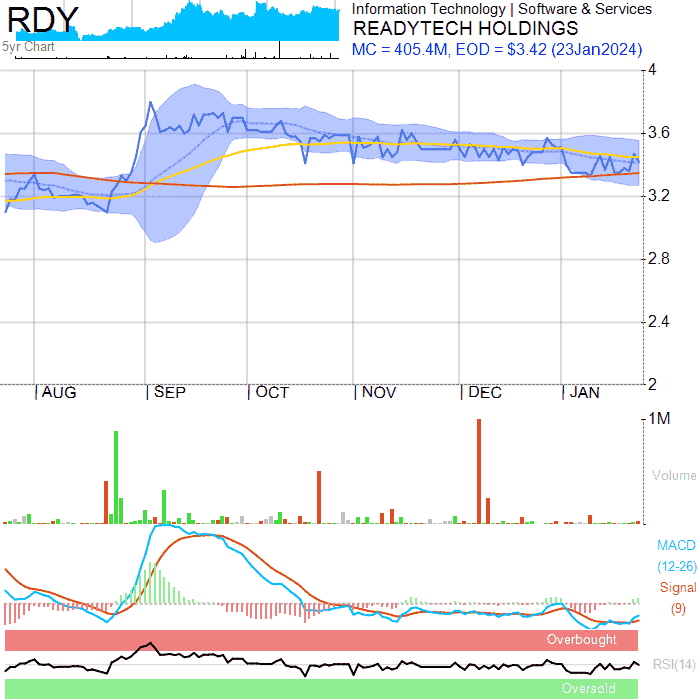 RDY
Information Technology | Software & Services
READYTECH HOLDINGS
5yr Chart
MC = 405.4M, EOD = $3.42 (23Jan2024)
4
3.6
3.2
2.8
2.4
2
AUG SEP OCT NOV DEC JAN
1M
Volume
MACD
(12-26)
Signal
(9)
Overbought
RSI(14)
Oversold